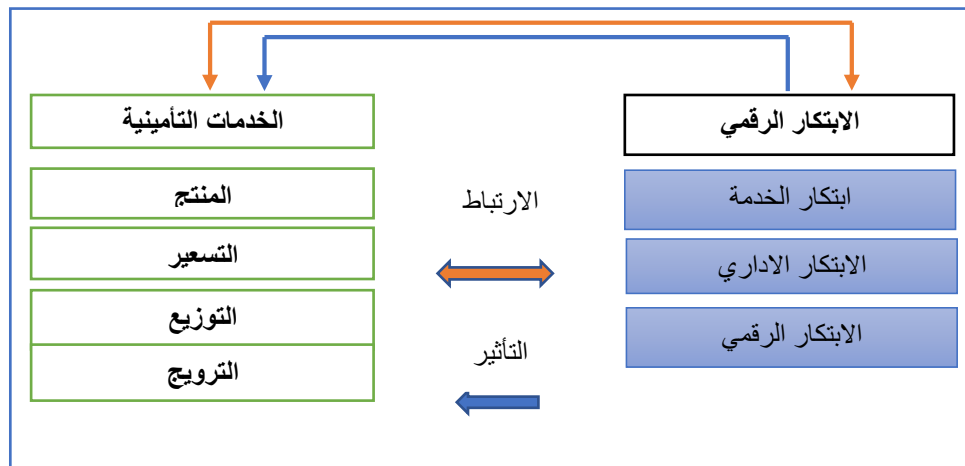 الابتكار الرقمي
ابتكار الخدمة
الابتكار الاداري
الابتكار الرقمي
الارتباط
التأثير
الخدمات التأمينية
المنتج
التسعير
التوزيع
الترويج